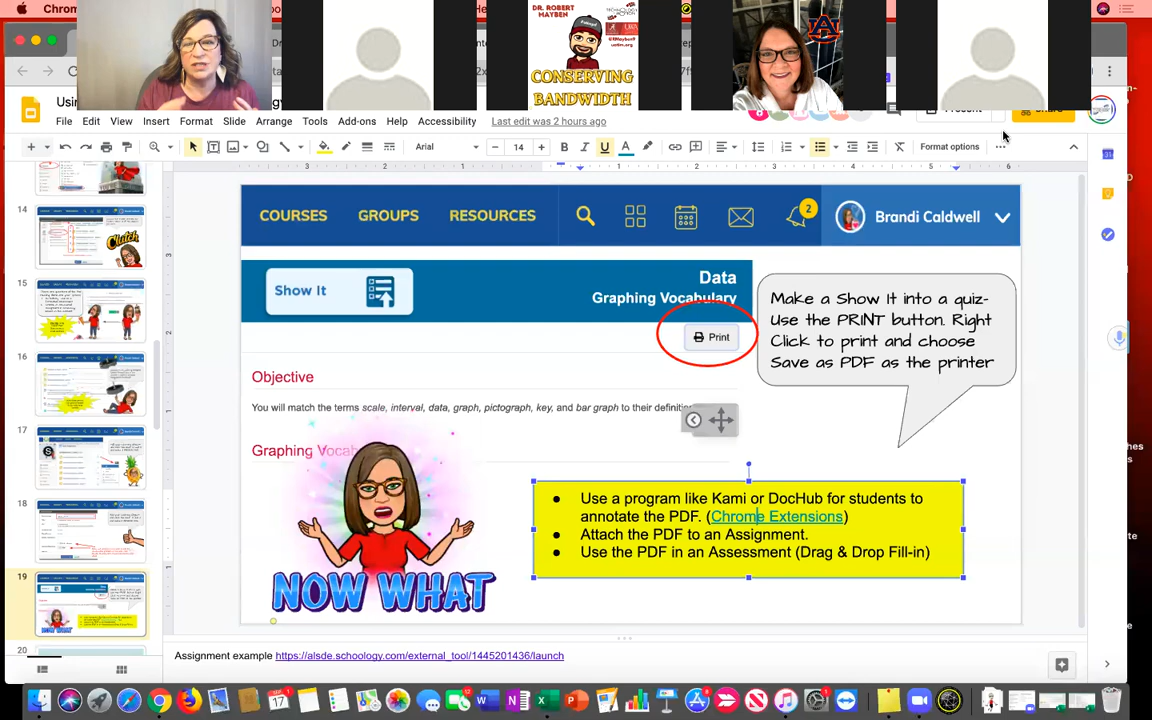 Chrom
DR. ROBERT MAYBEN
CONSERVING BANDWIDTH
Usi
File Edit View Insert Format Slide Arrange Tools Add-ons Help Accessibility
Last edit was 2 hours ago
Present
Share
Arial
14
Format options
14
15
16
17
18
19
20
Clutch
COURSES GROUPS RESOURCES
2
Brandi Caldwell
Show It
Data
Graphing Vocabulary
Print
Objective
You will match the terms scale, interval, data, graph, pictograph, key, and bar graph to their definitio
Graphing Vocab
Make a Show It into a quiz-
Use the PRINT button. Right
Click to print and choose
Save as PDF as the printer
NOW WHAT
Use a program like Kami or DocHub for students to
annotate the PDF. (Chrome Extensions)
Attach the PDF to an Assignment.
Use the PDF in an Assessment (Drag & Drop Fill-in)
Assignment example https://alsde.schoology.com/external_tool/1445201436/launch